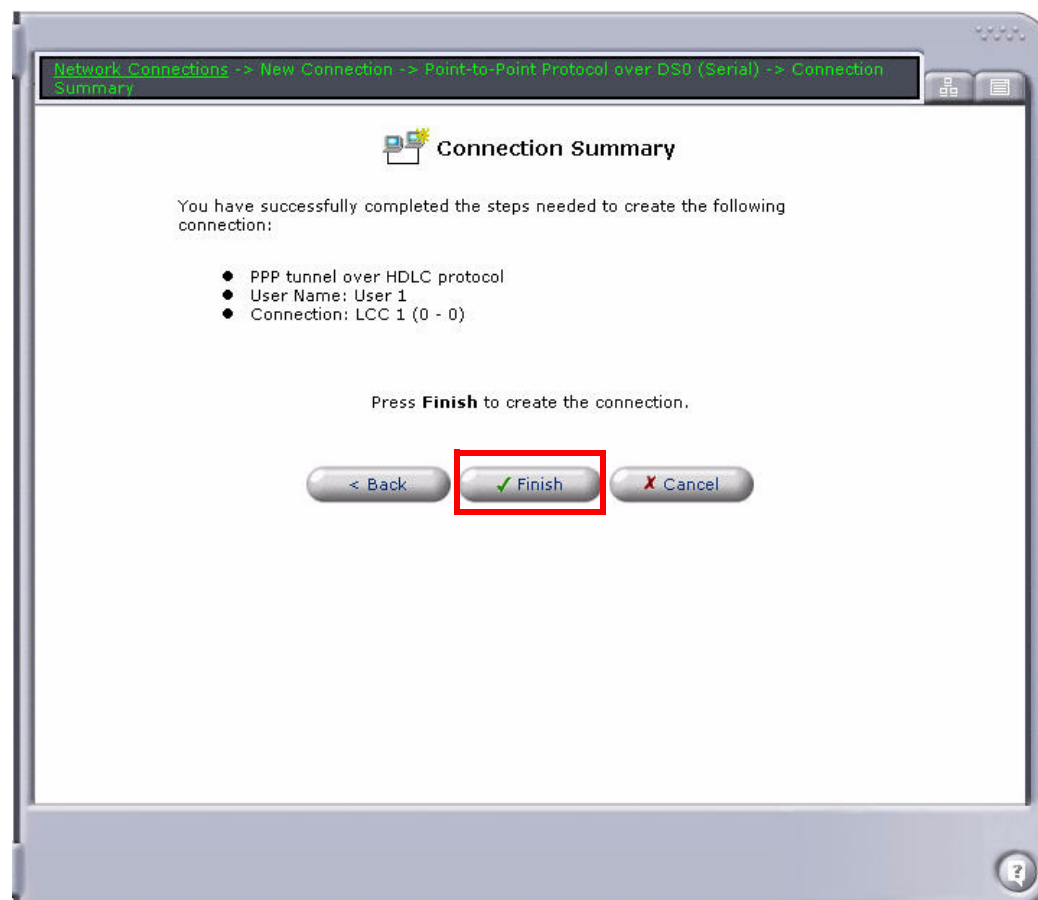 Network Connections -> New Connection -> Point-to-Point Protocol over DS0 (Serial) -> Connection
Summary
Connection Summary
You have successfully completed the steps needed to create the following
connection:
● PPP tunnel over HDLC protocol
● User Name: User 1
● Connection: LCC 1 (0 - 0)
Press Finish to create the connection.
< Back
✓ Finish
✗ Cancel
?